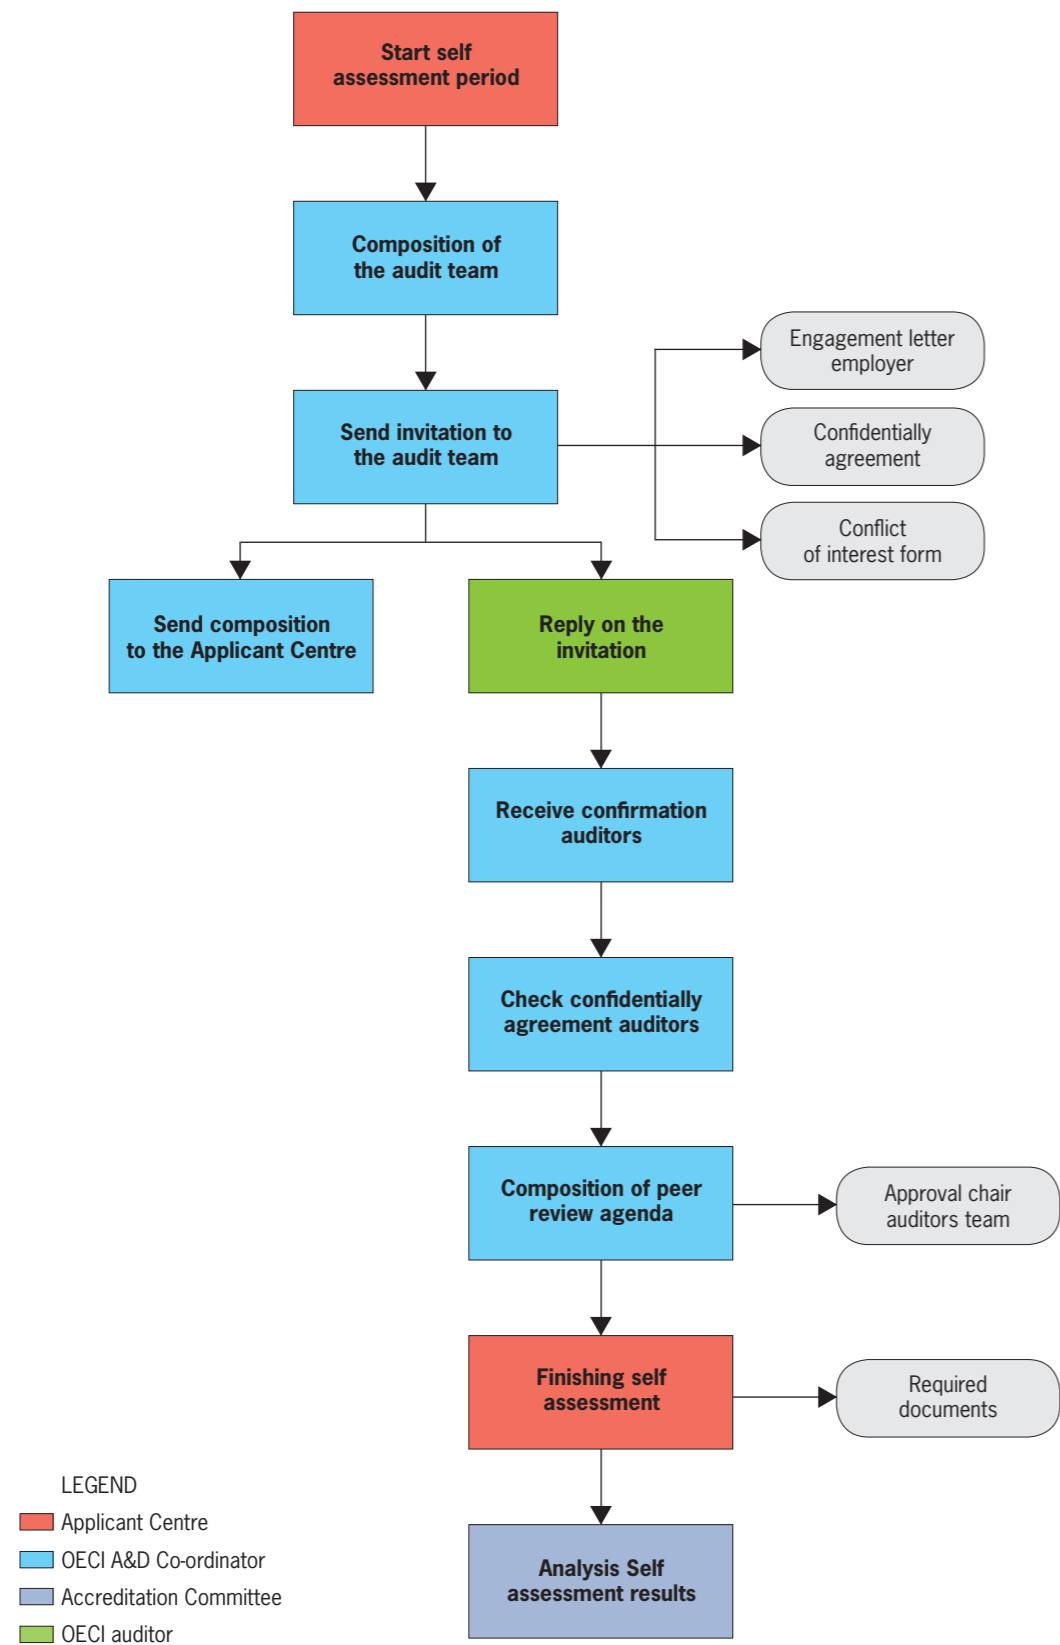 Start self
assessment period
Composition of
the audit team
Engagement letter
employer
Send invitation to
the audit team
Confidentially
agreement
Conflict
of interest form
Send composition
to the Applicant Centre
Reply on the
invitation
Receive confirmation
auditors
Check confidentially
agreement auditors
Composition of peer
review agenda
Approval chair
auditors team
Finishing self
assessment
Required
documents
LEGEND
Applicant Centre
OECI A&D Co-ordinator
Accreditation Committee
OECI auditor
Analysis Self
assessment results